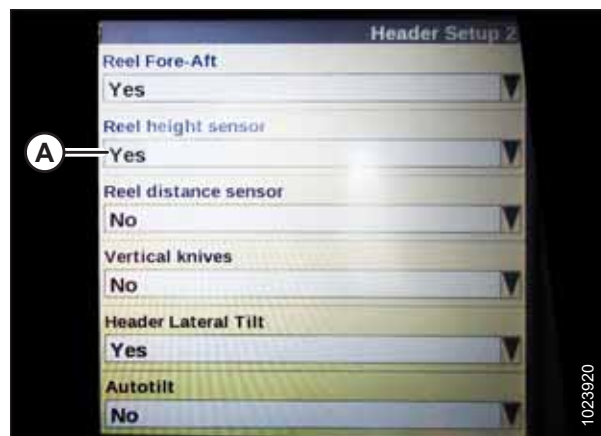 Header Setup 2
Reel Fore-Aft
Yes
Reel height sensor
A
Yes
Reel distance sensor
No
Vertical knives
No
Header Lateral Tilt
Yes
Autotilt
No
1023920